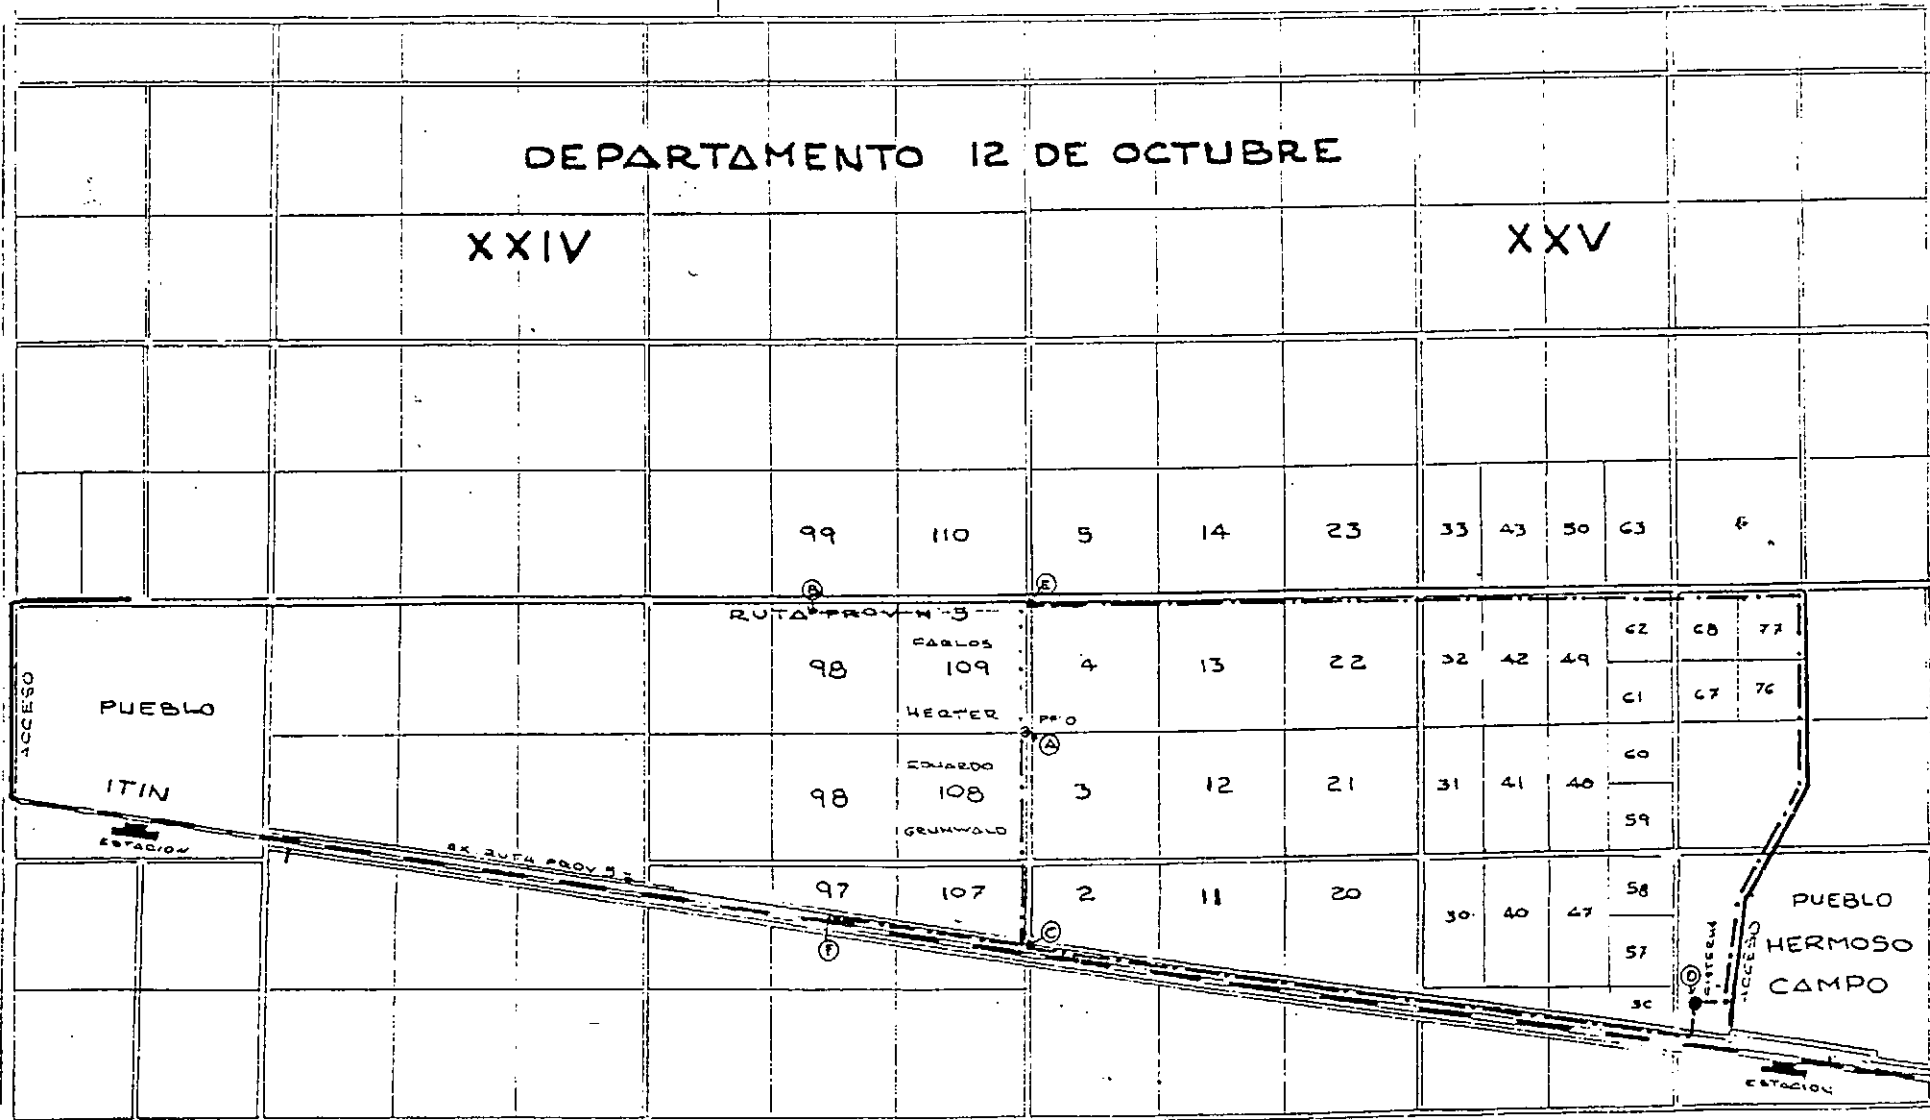 DEPARTAMENTO 12 DE OCTUBRE
XXIV
XXV
99 110 5 14 23 33 43 50 63
B
E
RUTA PROV N 5
CARLOS
98 109 4 13 22 32 42 49
62 68 77
61 67 76
HERTER
PP O
A
ACCESO
PUEBLO
ITIN
ESTACION
EDUARDO
98 108 3 12 21 31 41 48
60
59
GRUNWALD
EX RUTA PROV 5
97 107 2 11 20 30 40 47
58
57
C
F
D
CISTERNA
ACCESO
PUEBLO
HERMOSO
CAMPO
ESTACION